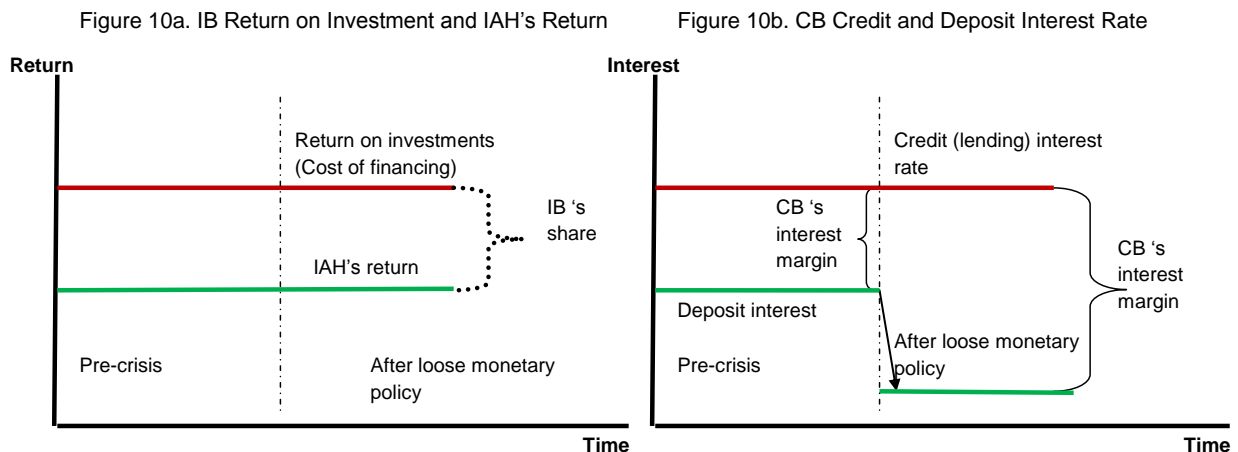 Figure 10a. IB Return on Investment and IAH's Return
Return
Return on investments
(Cost of financing)
IB ‘s
share
IAH’s return
Pre-crisis
After loose monetary
policy
Time
Figure 10b. CB Credit and Deposit Interest Rate
Interest
Credit (lending) interest
rate
CB ‘s
interest
margin
CB ‘s
interest
margin
Deposit interest
After loose monetary
policy
Pre-crisis
Time